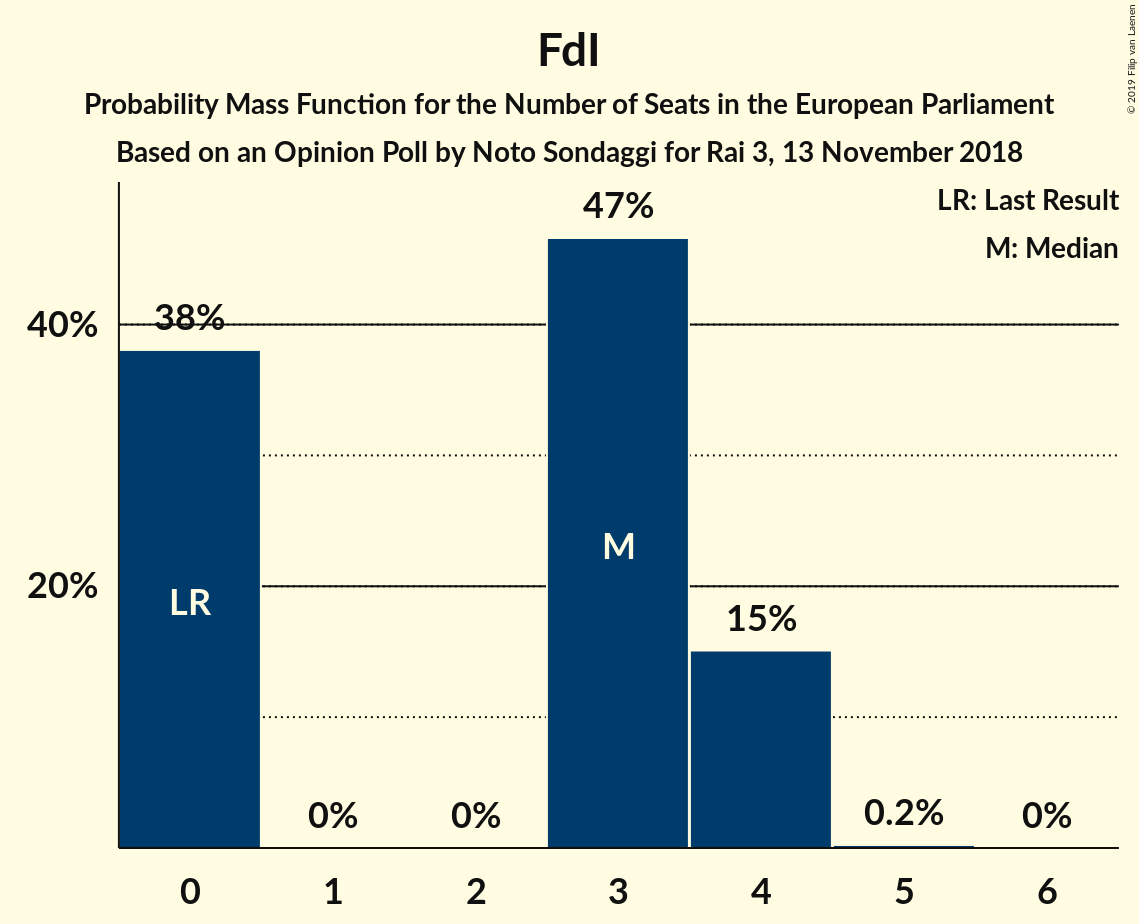 FdI
Probability Mass Function for the Number of Seats in the European Parliament
Based on an Opinion Poll by Noto Sondaggi for Rai 3, 13 November 2018
© 2019 Filip van Laenen
LR: Last Result
M: Median
47%
38%
40%
M
20%
LR
15%
0%
0%
0.2%
0%
0
1
2
3
4
5
6